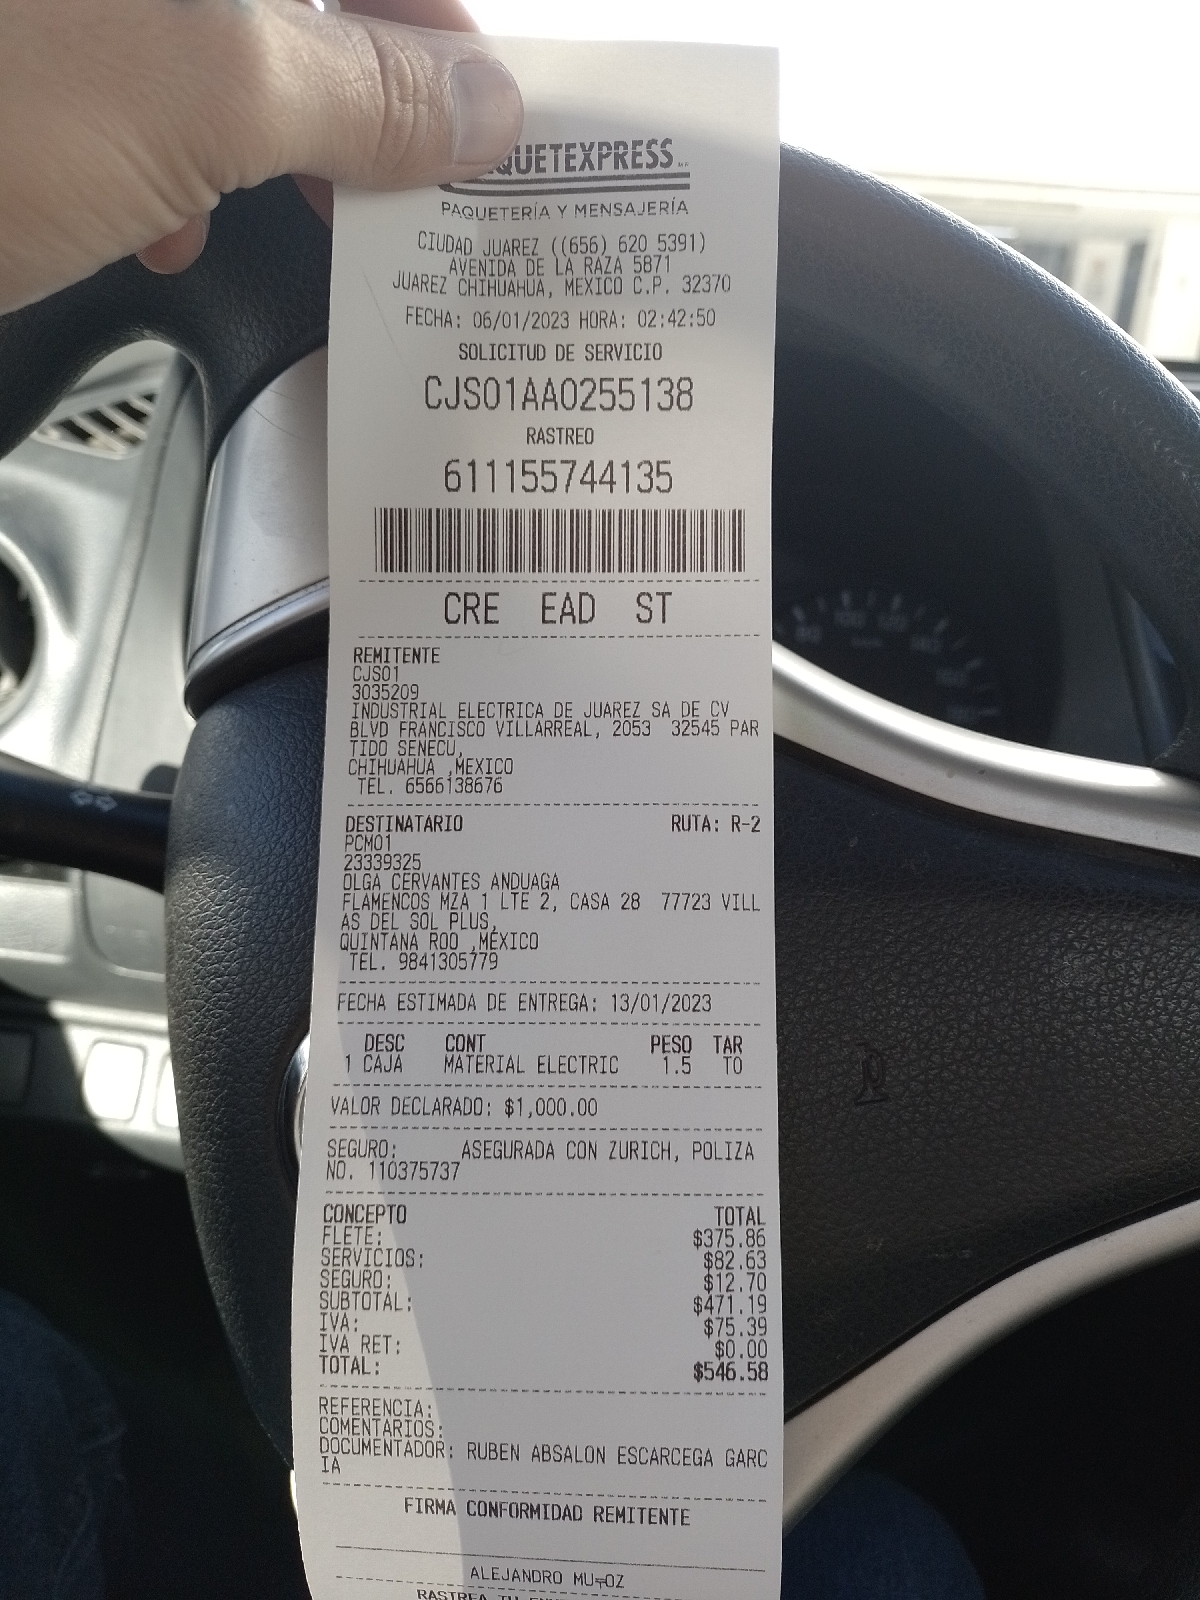 QUETEXPRESS
PAQUETERÍA Y MENSAJERÍA
CIUDAD JUAREZ ((656) 620 5391)
AVENIDA DE LA RAZA 5871
JUAREZ CHIHUAHUA, MEXICO C.P. 32370
FECHA: 06/01/2023 HORA: 02:42:50
SOLICITUD DE SERVICIO
CJS01AA0255138
RASTREO
611155744135
CRE EAD ST
REMITENTE
CJS01
3035209
INDUSTRIAL ELECTRICA DE JUAREZ SA DE CV
BLVD FRANCISCO VILLARREAL, 2053 32545 PAR
TIDO SENECU,
CHIHUAHUA ,MEXICO
TEL. 6566138676
DESTINATARIO RUTA: R-2
PCM01
23339325
OLGA CERVANTES ANDUAGA
FLAMENCOS MZA 1 LTE 2, CASA 28 77723 VILL
AS DEL SOL PLUS,
QUINTANA ROO ,MÉXICO
TEL. 9841305779
FECHA ESTIMADA DE ENTREGA: 13/01/2023
DESC CONT PESO TAR
1 CAJA MATERIAL ELECTRIC 1.5 TO
VALOR DECLARADO: $1,000.00
SEGURO: ASEGURADA CON ZURICH, POLIZA
NO. 110375737
CONCEPTO TOTAL
FLETE: $375.86
SERVICIOS: $82.63
SEGURO: $12.70
SUBTOTAL: $471.19
IVA: $75.39
IVA RET: $0.00
TOTAL: $546.58
REFERENCIA:
COMENTARIOS:
DOCUMENTADOR: RUBEN ABSALON ESCARCEGA GARC
IA
FIRMA CONFORMIDAD REMITENTE
ALEJANDRO MU╤OZ
RASTREA TU